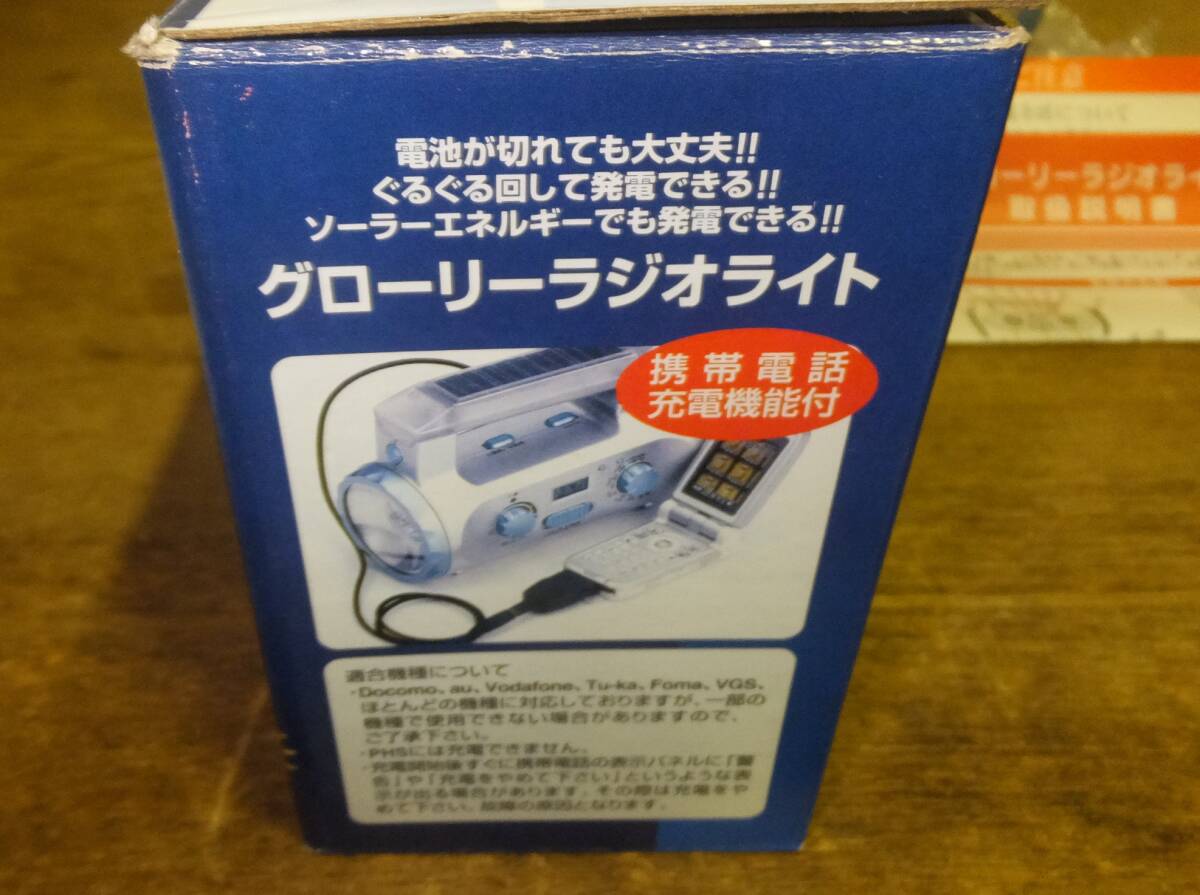 電池が切れても大丈夫!!
ぐるぐる回して発電できる!!
ソーラーエネルギーでも発電できる!!
グローリーラジオライト
携帯電話
充電機能付
適合機種について
・Docomo、au、Vodafone、Tu-ka、Foma、VGS、
ほとんどの機種に対応しておりますが、一部の
機種で使用できない場合がありますので、
ご了承下さい。
・PHSには充電できません。
・充電開始後すぐに携帯電話の表示パネルに「警
告」や「充電をやめて下さい」というような表
示が出る場合があります。その際は充電をや
めて下さい。故障の原因となります。
ーリーラジオライ
取扱説明書